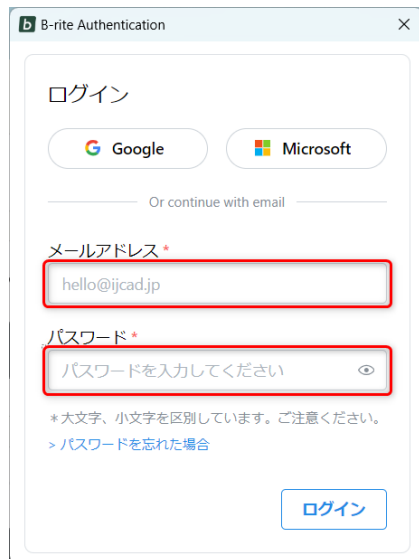 b B-rite Authentication
ログイン
Google
Microsoft
Or continue with email
メールアドレス *
hello@ijcad.jp
パスワード *
パスワードを入力してください
*大文字、小文字を区別しています。ご注意ください。
> パスワードを忘れた場合
ログイン